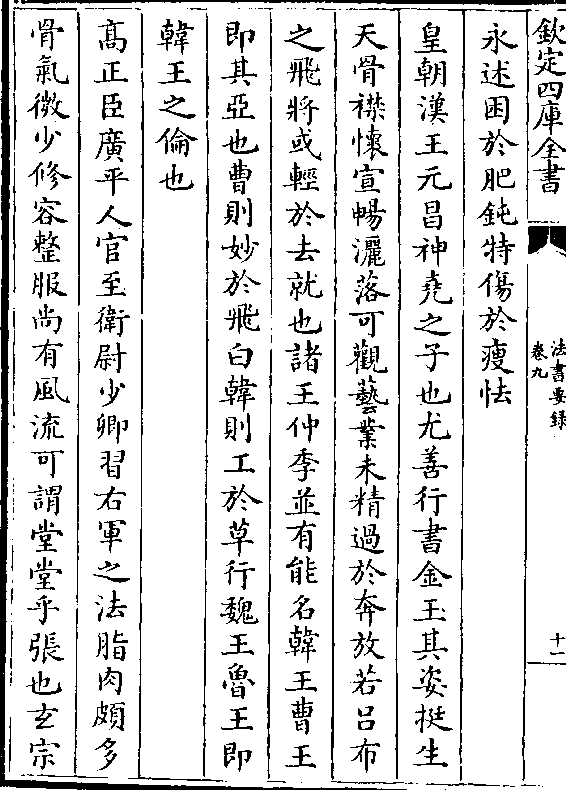 欽定四庫全書
法書要錄
卷九
十一
永述困於肥鈍特傷於瘦怯
皇朝漢王元昌神堯之子也尤善行書金玉其姿挺生
天骨襟懷宣暢灑落可觀藝業未精過於奔放若呂布
之飛將或輕於去就也諸王仲季並有能名韓王曹王
即其亞也曹則妙於飛白韓則工於草行魏王魯王即
韓王之倫也
髙正臣廣平人官至衛尉少卿習右軍之法脂肉頗多
骨氣微少修容整服尚有風流可謂堂堂乎張也玄宗